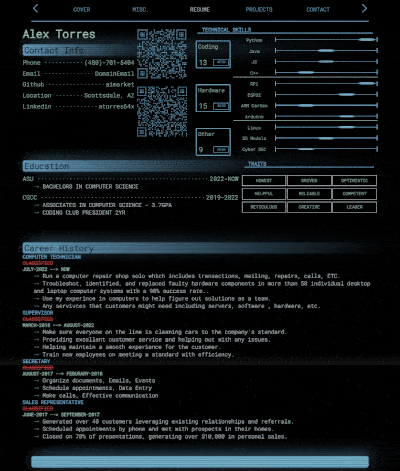 COVER
MISC.
RESUME
PROJECTS
CONTACT
Alex Torres
Contact Info
Phone (480)-701-5404
Email DomainEmail
Github aimarket
Location Scottsdale, AZ
Linkedin atorres64x
TECHNICAL SKILLS
Coding
13
Hardware
15
Other
9
Python
Java
JS
C++
RPI
ESP32
ARM Cortex
Arduino
Linux
3D Models
Cyber SEC
Education
ASU 2022-NOW
→ BACHELORS IN COMPUTER SCIENCE
CGCC 2019-2022
→ ASSOCIATES IN COMPUTER SCIENCE - 3.7GPA
→ CODING CLUB PRESIDENT 2YR
TRAITS
HONEST
DRIVEN
OPTIMISTIC
HELPFUL
RELIABLE
COMPETENT
METICULOUS
CREATIVE
LEADER
Career History
COMPUTER TECHNICIAN
CLASSIFIED
JULY-2022 --> NOW
→ Run a computer repair shop solo which includes transactions, mailing, repairs, calls, ETC.
→ Troubleshot, identified, and replaced faulty hardware components in more than 50 individual desktop
and laptop computer systems with a 98% success rate..
→ Use my experince in computers to help figure out solutions as a team.
→ Any servivces that customers might need including servers, software , hardware, etc.
SUPERVISOR
CLASSIFIED
MARCH-2018 --> AUGUST-2022
→ Make sure everyone on the line is cleaning cars to the company's standard.
→ Providing excellent customer service and helping out with any issues.
→ Helping maintain a smooth experience for the customer.
→ Train new employees on meeting a standard with efficiency.
SECRETARY
CLASSIFIED
AUGUST-2017 --> FEBURARY-2018
→ Organize documents, Emails, Events
→ Schedule appointments, Data Entry
→ Make calls, Effective communication
SALES REPRESENTATIVE
CLASSIFIED
JUNE-2017 --> SEPTEMBER-2017
→ Generated over 40 customers leveraging existing relationships and referrals.
→ Scheduled appointments by phone and met with prospects in their homes.
→ Closed on 70% of presentations, generating over $10,000 in personal sales.